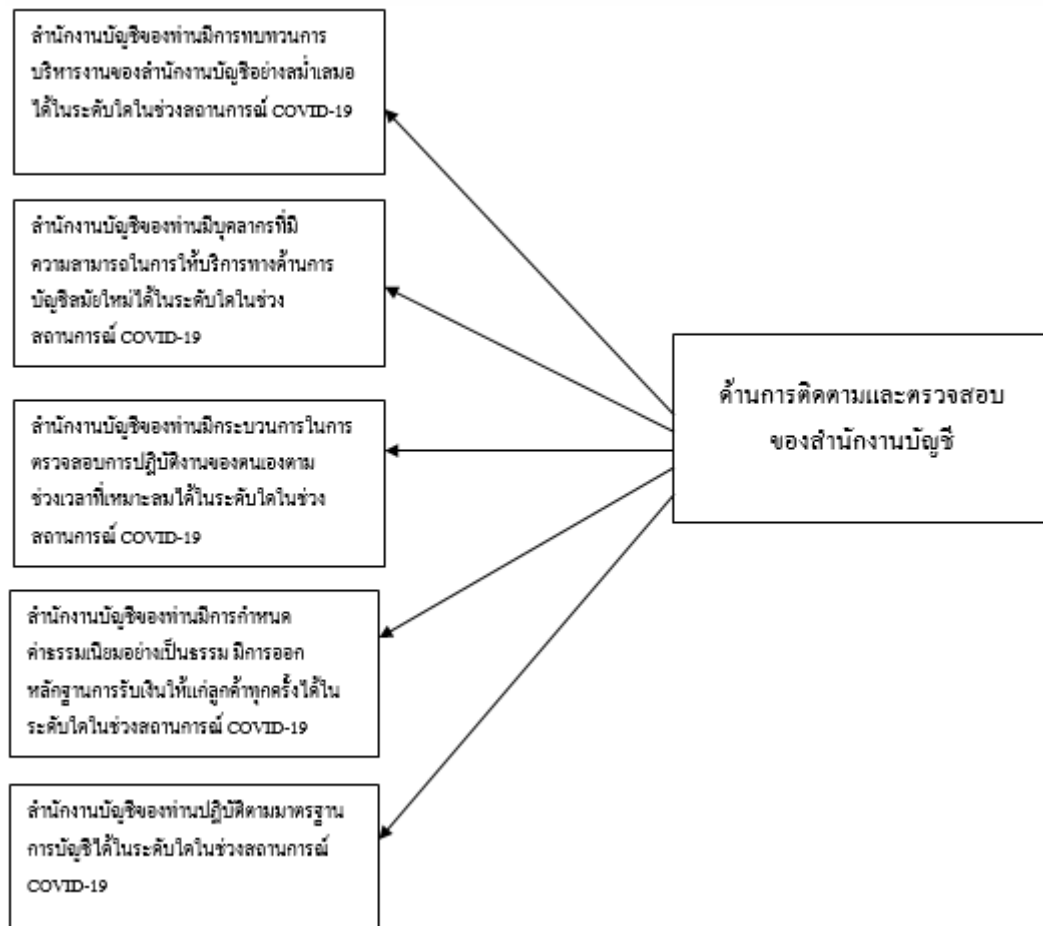 สำนักงานบัญชีของท่านมีการทบทวนการ
บริหารงานของสำนักงานบัญชีอย่างสม่ำเสมอ
ได้ในระดับใดในช่วงสถานการณ์ COVID-19
สำนักงานบัญชีของท่านมีบุคลากรที่มี
ความสามารถในการให้บริการทางด้านการ
บัญชีสมัยใหม่ได้ในระดับใดในช่วง
สถานการณ์ COVID-19
สำนักงานบัญชีของท่านมีกระบวนการในการ
ตรวจสอบการปฏิบัติงานของตนเองตาม
ช่วงเวลาที่เหมาะสมได้ในระดับใดในช่วง
สถานการณ์ COVID-19
สำนักงานบัญชีของท่านมีการกำหนด
ค่าธรรมเนียมอย่างเป็นธรรม มีการออก
หลักฐานการรับเงินให้แก่ลูกค้าทุกครั้งได้ใน
ระดับใดในช่วงสถานการณ์ COVID-19
สำนักงานบัญชีของท่านปฏิบัติตามมาตรฐาน
การบัญชีได้ในระดับใดในช่วงสถานการณ์
COVID-19
ด้านการติดตามและตรวจสอบ
ของสำนักงานบัญชี